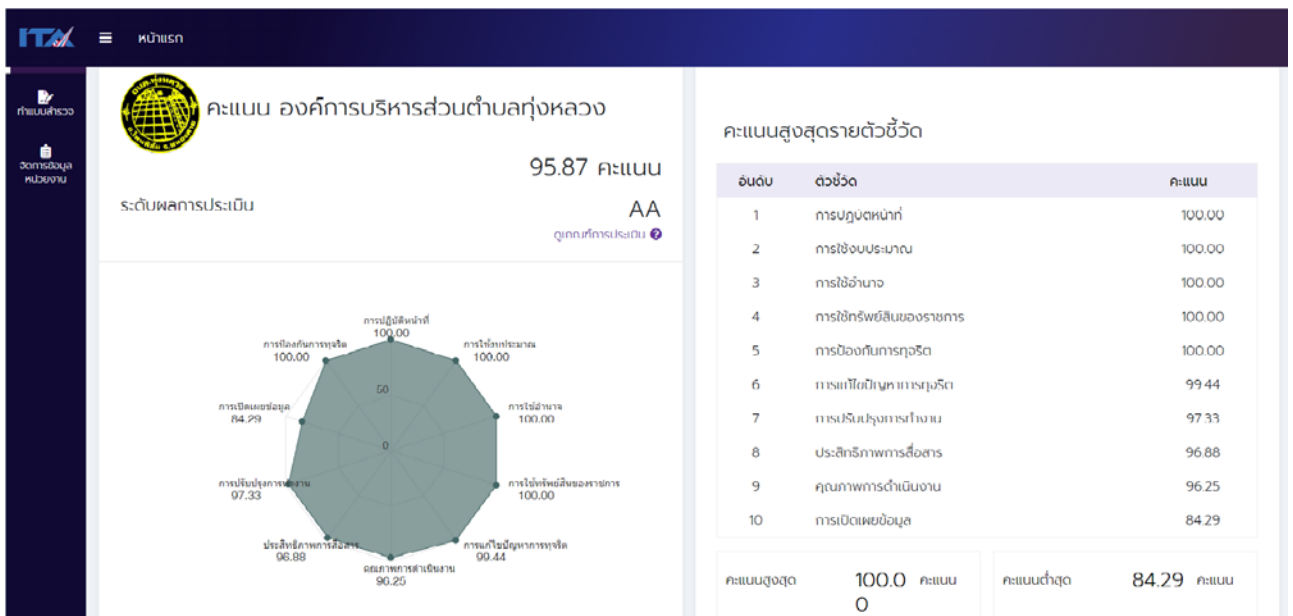 ITA
หน้าแรก
ทำแบบสำรวจ
จัดการข้อมูล
หน่วยงาน
คะแนน องค์การบริหารส่วนตำบลทุ่งหลวง
95.87 คะแนน
ระดับผลการประเมิน
AA
ดูเกณฑ์การประเมิน ?
การปฏิบัติหน้าที่
100.00
การป้องกันการทุจริต
100.00
การใช้งบประมาณ
100.00
50
การเปิดเผยข้อมูล
84.29
การใช้อำนาจ
100.00
0
การปรับปรุงการทำงาน
97.33
การใช้ทรัพย์สินของราชการ
100.00
ประสิทธิภาพการสื่อสาร
96.88
การแก้ไขปัญหาการทุจริต
99.44
คุณภาพการดำเนินงาน
96.25
คะแนนสูงสุดรายตัวชี้วัด
อันดับ ตัวชี้วัด คะแนน
1 การปฏิบัติหน้าที่ 100.00
2 การใช้งบประมาณ 100.00
3 การใช้อำนาจ 100.00
4 การใช้ทรัพย์สินของราชการ 100.00
5 การป้องกันการทุจริต 100.00
6 การแก้ไขปัญหาการทุจริต 99.44
7 การปรับปรุงการทำงาน 97.33
8 ประสิทธิภาพการสื่อสาร 96.88
9 คุณภาพการดำเนินงาน 96.25
10 การเปิดเผยข้อมูล 84.29
คะแนนสูงสุด 100.0 คะแนน
0
คะแนนต่ำสุด 84.29 คะแนน